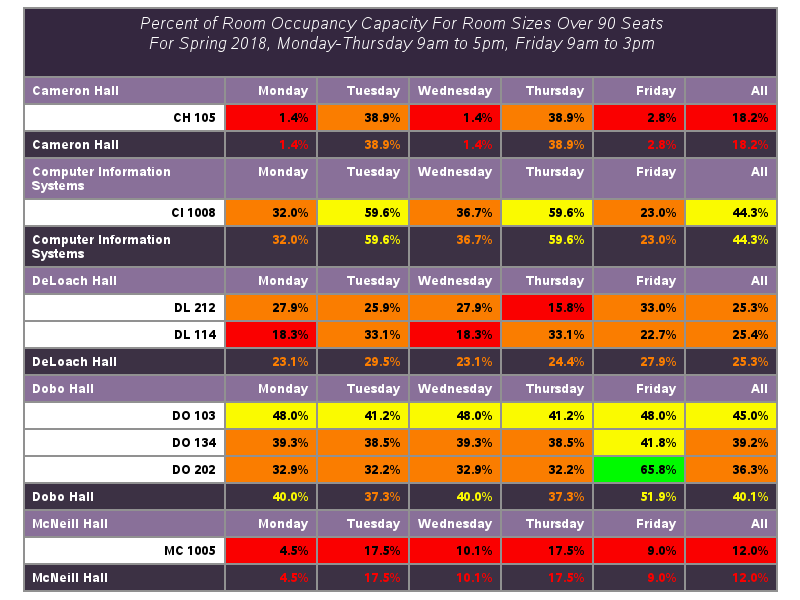 Percent of Room Occupancy Capacity For Room Sizes Over 90 Seats
For Spring 2018, Monday-Thursday 9am to 5pm, Friday 9am to 3pm
Cameron Hall Monday Tuesday Wednesday Thursday Friday All
CH 105 1.4% 38.9% 1.4% 38.9% 2.8% 18.2%
Cameron Hall 1.4% 38.9% 1.4% 38.9% 2.8% 18.2%
Computer Information Monday Tuesday Wednesday Thursday Friday All
Systems
CI 1008 32.0% 59.6% 36.7% 59.6% 23.0% 44.3%
Computer Information 32.0% 59.6% 36.7% 59.6% 23.0% 44.3%
Systems
DeLoach Hall Monday Tuesday Wednesday Thursday Friday All
DL 212 27.9% 25.9% 27.9% 15.8% 33.0% 25.3%
DL 114 18.3% 33.1% 18.3% 33.1% 22.7% 25.4%
DeLoach Hall 23.1% 29.5% 23.1% 24.4% 27.9% 25.3%
Dobo Hall Monday Tuesday Wednesday Thursday Friday All
DO 103 48.0% 41.2% 48.0% 41.2% 48.0% 45.0%
DO 134 39.3% 38.5% 39.3% 38.5% 41.8% 39.2%
DO 202 32.9% 32.2% 32.9% 32.2% 65.8% 36.3%
Dobo Hall 40.0% 37.3% 40.0% 37.3% 51.9% 40.1%
McNeill Hall Monday Tuesday Wednesday Thursday Friday All
MC 1005 4.5% 17.5% 10.1% 17.5% 9.0% 12.0%
McNeill Hall 4.5% 17.5% 10.1% 17.5% 9.0% 12.0%